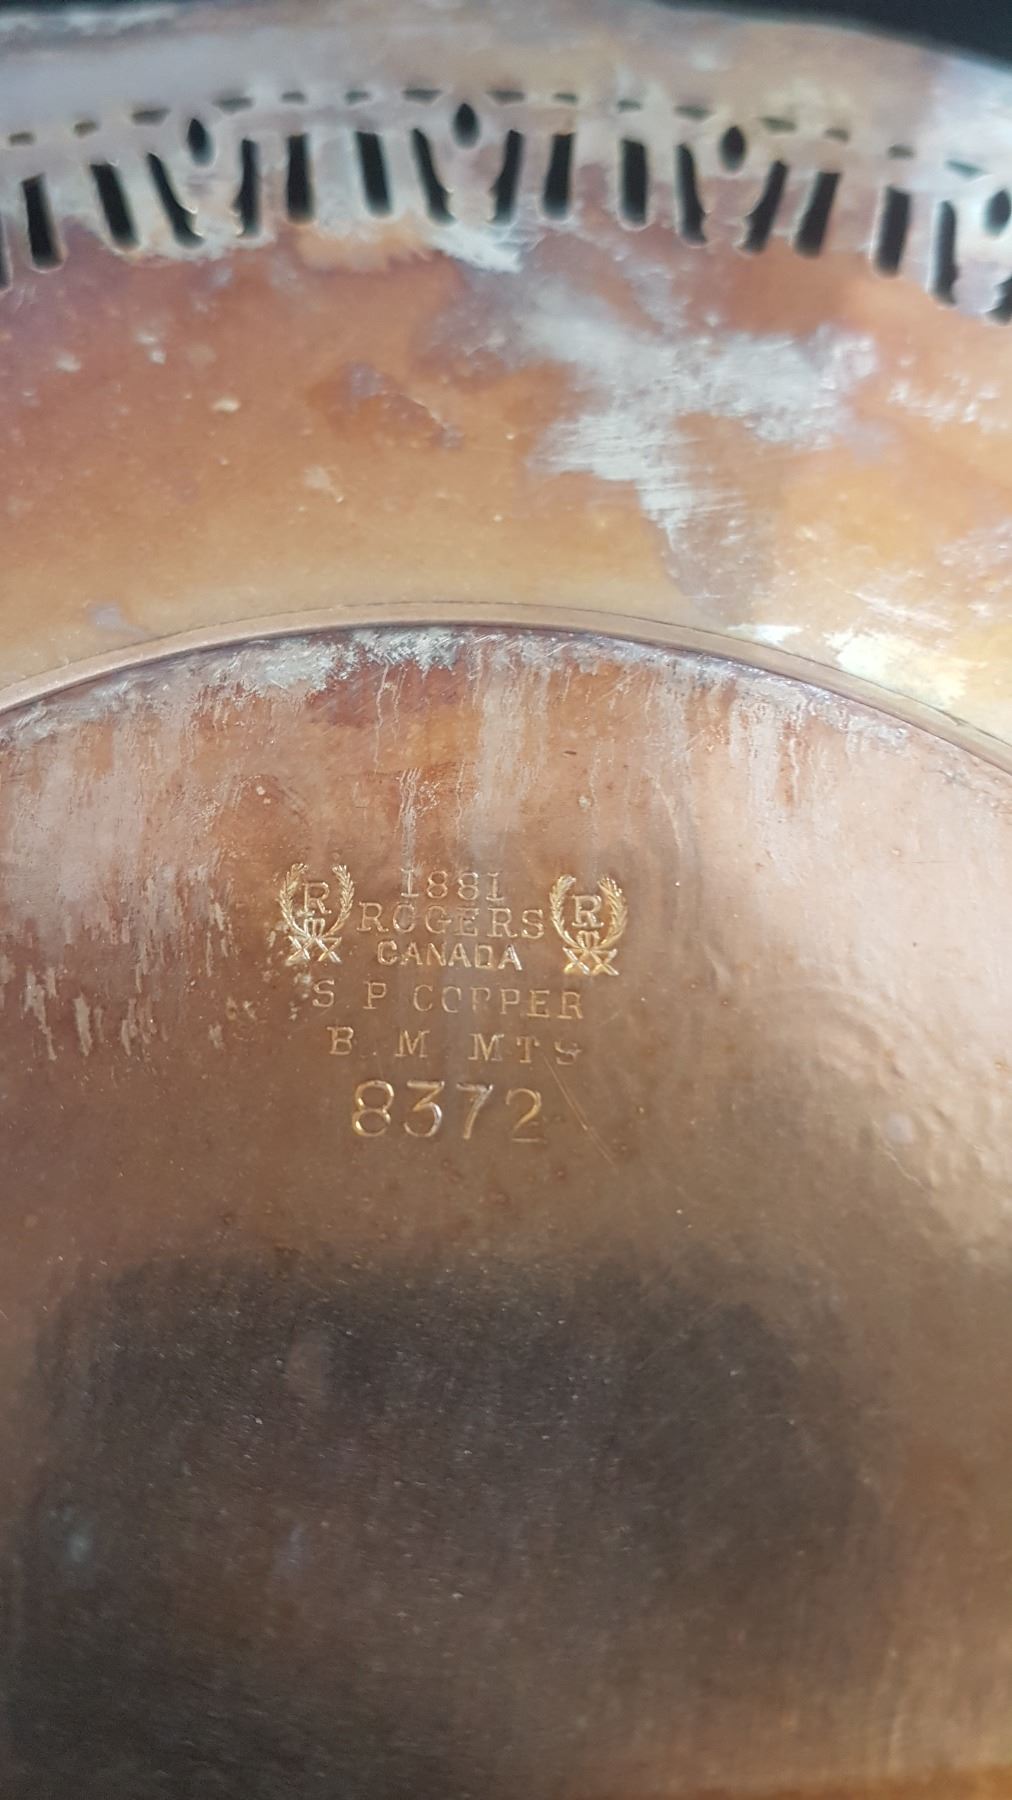 R 1881 R
ROGERS
CANADA
S P COPPER
B M MTS
8372